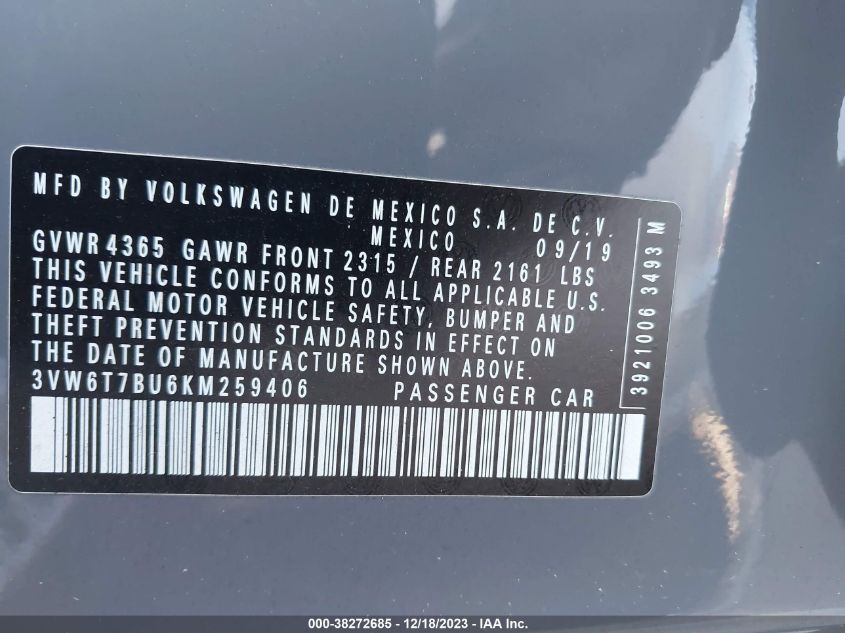 MFD BY VOLKSWAGEN DE MEXICO S.A. DE C.V.
MEXICO 09/19
GVWR 4365 GAWR FRONT 2315 / REAR 2161 LBS
THIS VEHICLE CONFORMS TO ALL APPLICABLE U.S.
FEDERAL MOTOR VEHICLE SAFETY, BUMPER AND
THEFT PREVENTION STANDARDS IN EFFECT ON
THE DATE OF MANUFACTURE SHOWN ABOVE.
3VW6T7BU6KM259406 PASSENGER CAR
3921006 3493 M
000-38272685 - 12/18/2023 - IAA Inc.